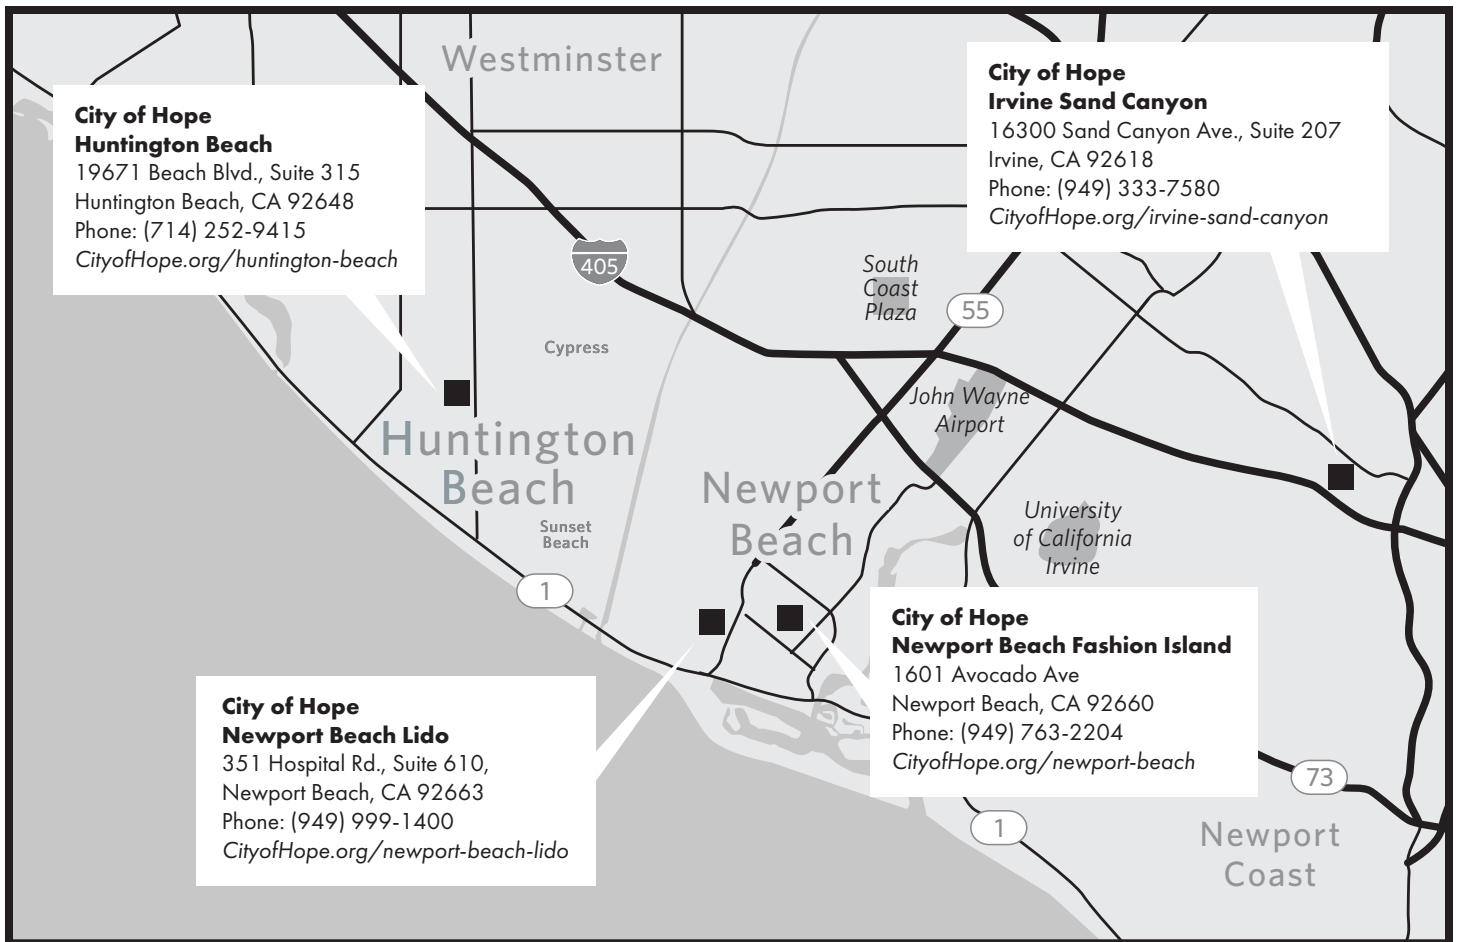 Westminster
City of Hope
Huntington Beach
19671 Beach Blvd., Suite 315
Huntington Beach, CA 92648
Phone: (714) 252-9415
CityofHope.org/huntington-beach
City of Hope
Irvine Sand Canyon
16300 Sand Canyon Ave., Suite 207
Irvine, CA 92618
Phone: (949) 333-7580
CityofHope.org/irvine-sand-canyon
405
South
Coast
Plaza
55
Cypress
John Wayne
Airport
Huntington
Beach
Newport
Beach
Sunset
Beach
University
of California
Irvine
1
City of Hope
Newport Beach Fashion Island
1601 Avocado Ave
Newport Beach, CA 92660
Phone: (949) 763-2204
CityofHope.org/newport-beach
City of Hope
Newport Beach Lido
351 Hospital Rd., Suite 610,
Newport Beach, CA 92663
Phone: (949) 999-1400
CityofHope.org/newport-beach-lido
73
1
Newport
Coast